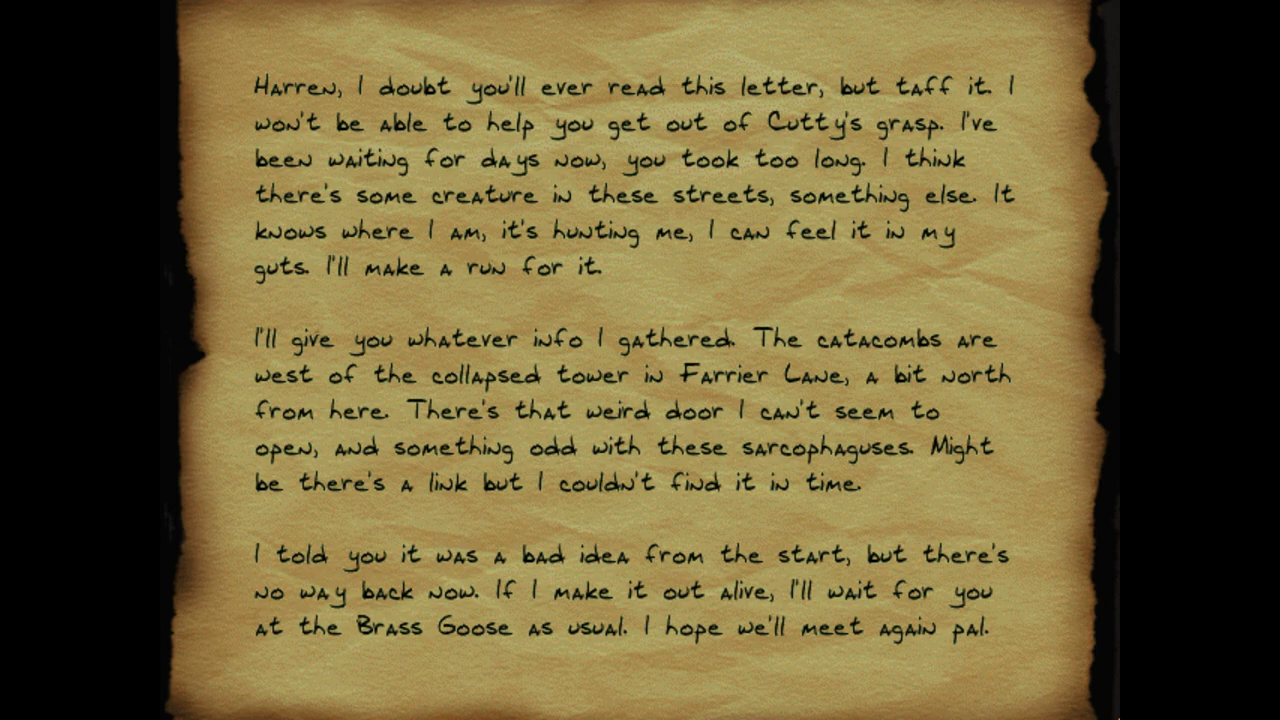 Harren, I doubt you'll ever read this letter, but taff it. I
won't be able to help you get out of Cutty's grasp. I've
been waiting for days now, you took too long. I think
there's some creature in these streets, something else. It
knows where I am, it's hunting me, I can feel it in my
guts. I'll make a run for it.
I'll give you whatever info I gathered. The catacombs are
west of the collapsed tower in Farrier Lane, a bit north
from here. There's that weird door I can't seem to
open, and something odd with these sarcophaguses. Might
be there's a link but I couldn't find it in time.
I told you it was a bad idea from the start, but there's
no way back now. If I make it out alive, I'll wait for you
at the Brass Goose as usual. I hope we'll meet again pal.